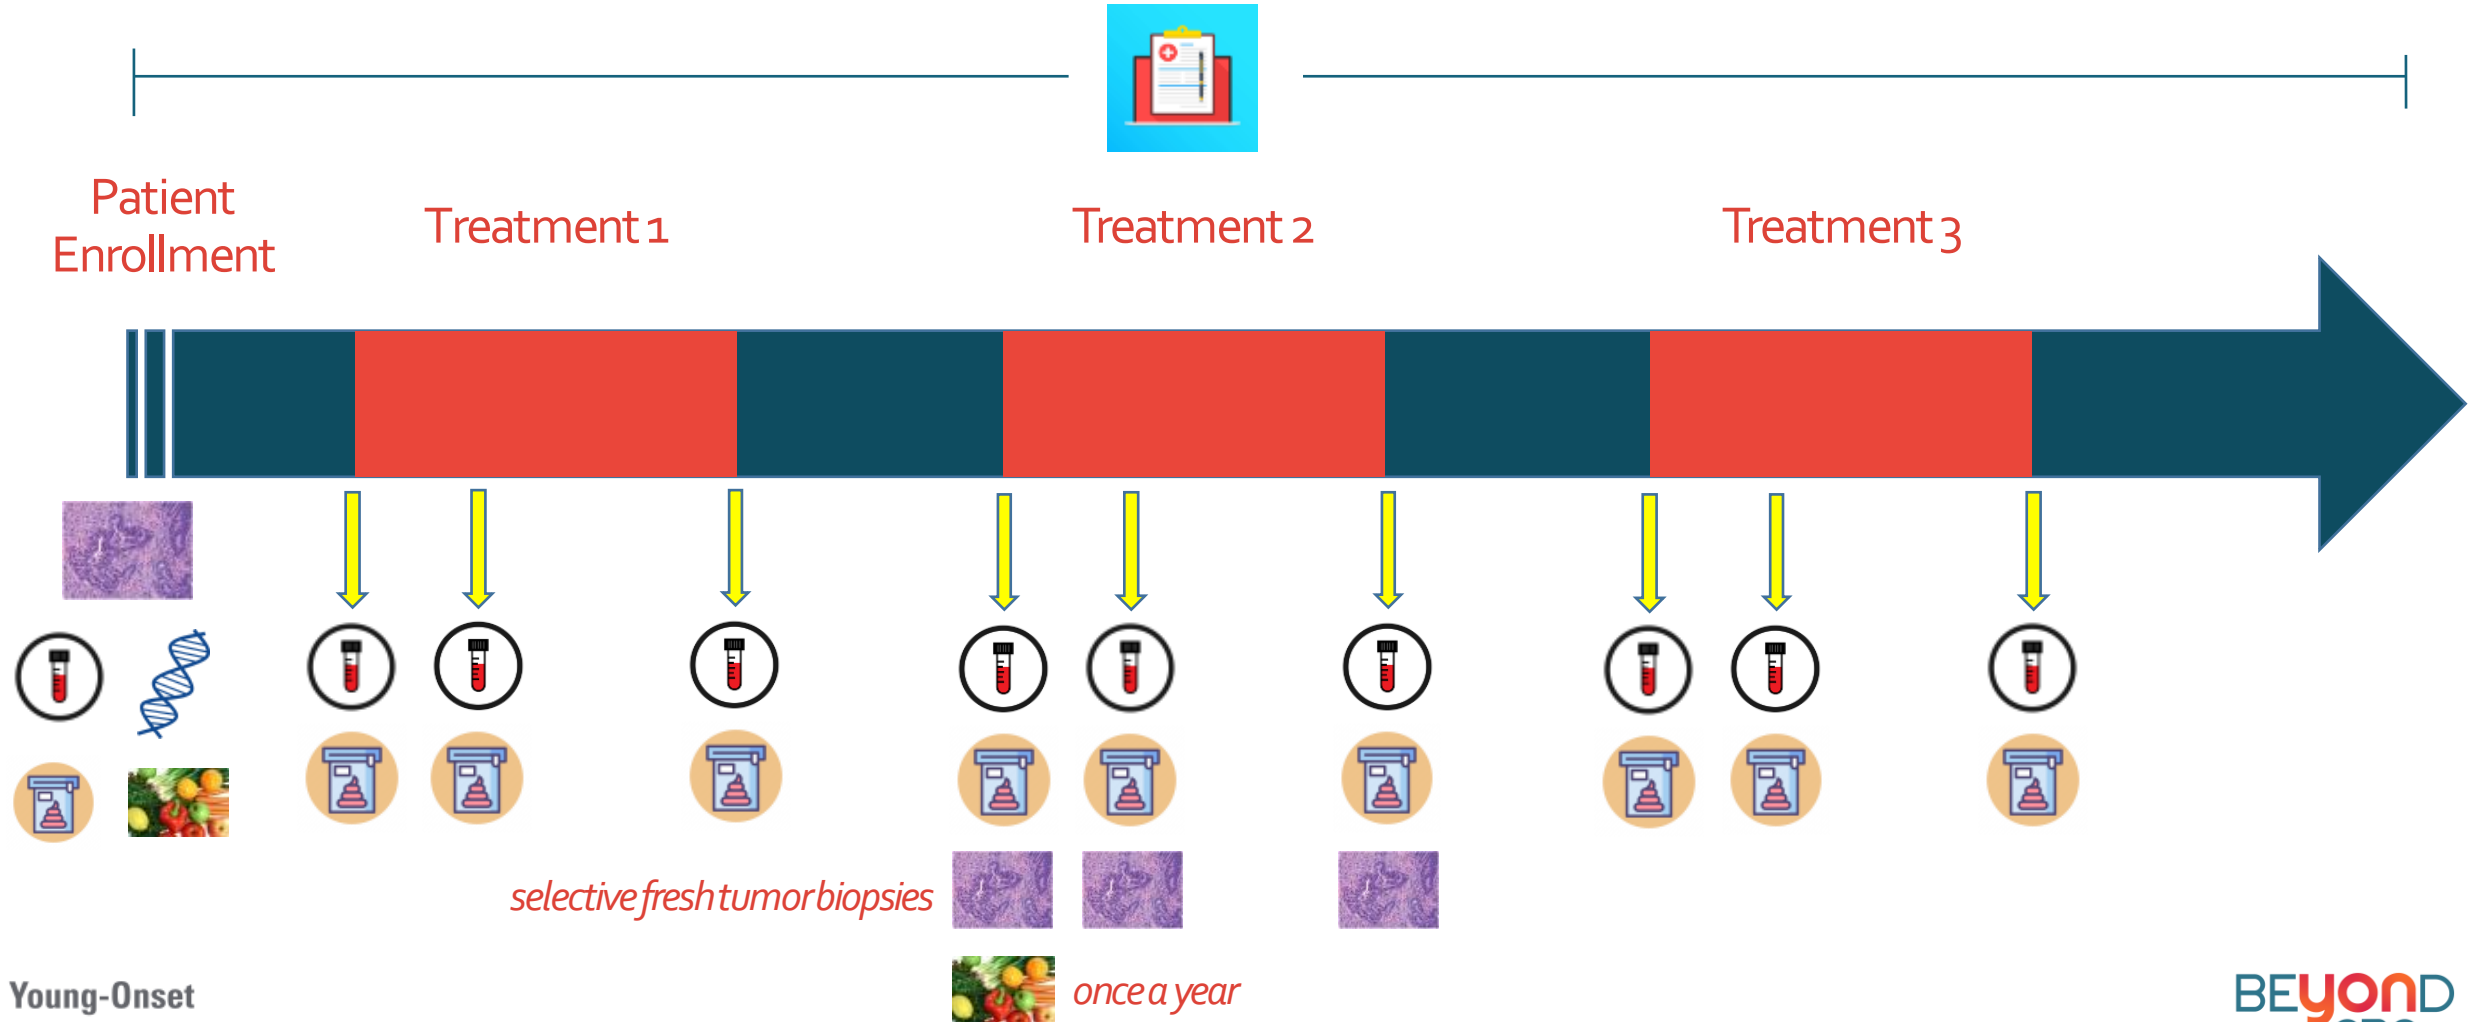 Patient
Enrollment
Treatment 1
Treatment 2
Treatment 3
selective fresh tumor biopsies
once a year
Young-Onset
BEYOND